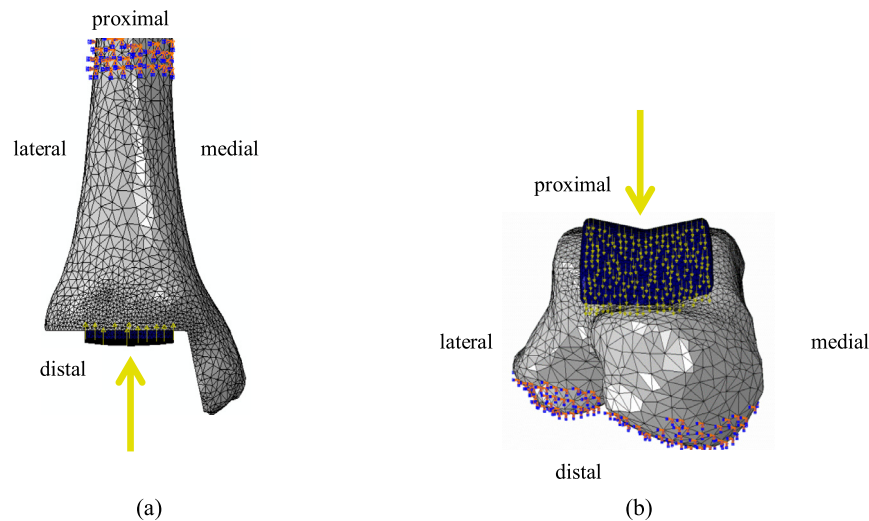 proximal
lateral
medial
distal
(a)
proximal
lateral
medial
distal
(b)